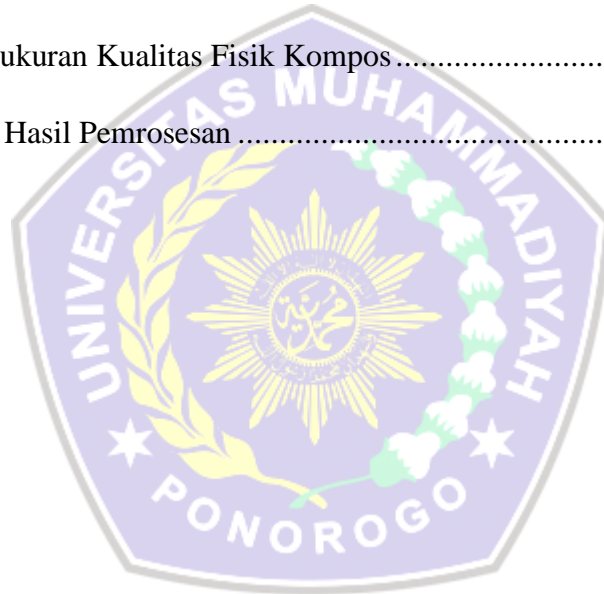 ukuran Kualitas Fisik Kompos..........................
Hasil Pemrosesan............................................
UNIVERSITAS MUHAMMADIYAH
PONOROGO